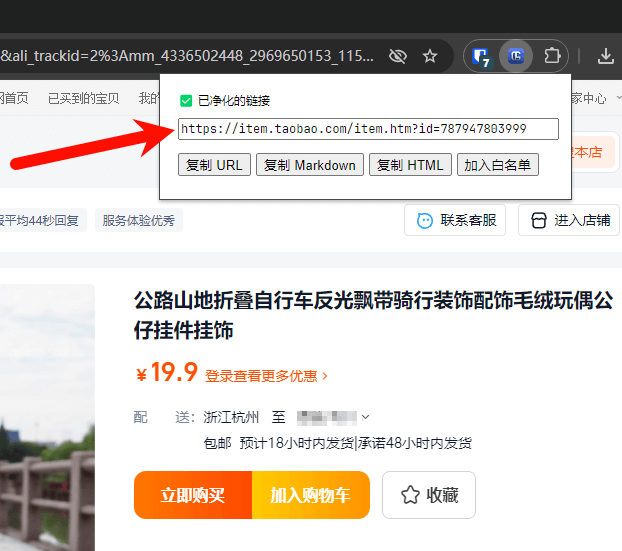 &ali_trackid=2%3Amm_4336502448_2969650153_115...
7
网首页 已买到的宝贝 我的 家中心
已净化的链接
https://item.taobao.com/item.htm?id=787947803999
复制 URL 复制 Markdown 复制 HTML 加入白名单
本店
服平均44秒回复 服务体验优秀 联系客服 进入店铺
公路山地折叠自行车反光飘带骑行装饰配饰毛绒玩偶公
仔挂件挂饰
¥19.9 登录查看更多优惠 >
配 送: 浙江杭州 至
包邮 预计18小时内发货|承诺48小时内发货
立即购买 加入购物车 收藏